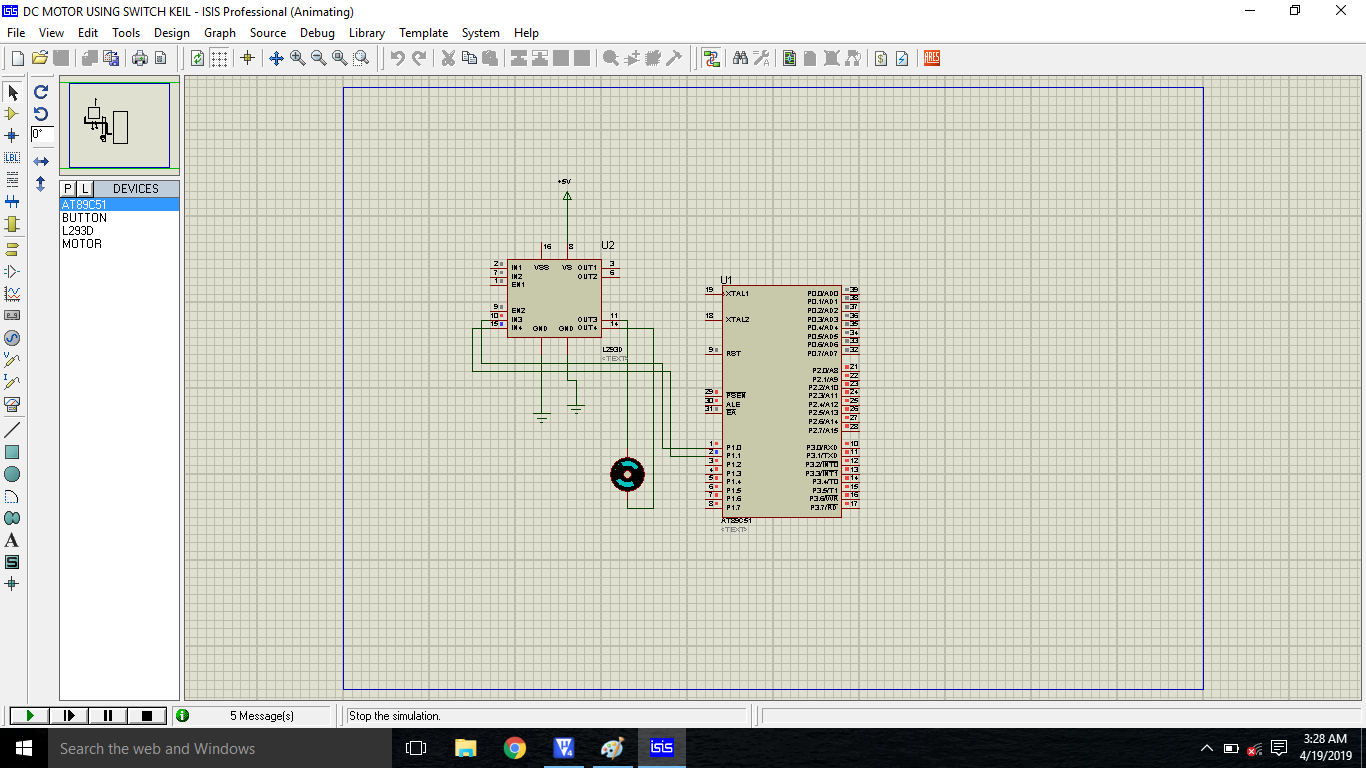 DC MOTOR USING SWITCH KEIL - ISIS Professional (Animating)
File View Edit Tools Design Graph Source Debug Library Template System Help
ARES
0°
LBL
P L DEVICES
AT89C51
BUTTON
L293D
MOTOR
A
S
+5V
16 8 U2
2 IN1 VSS VS OUT1 3
7 IN2 OUT2 6
1 EN1
9 EN2
10 IN3 OUT3 11
15 IN4 GND GND OUT4 14
L293D
<TEXT>
U1
19 XTAL1 P0.0/AD0 39
P0.1/AD1 38
P0.2/AD2 37
18 XTAL2 P0.3/AD3 36
P0.4/AD4 35
P0.5/AD5 34
P0.6/AD6 33
9 RST P0.7/AD7 32
P2.0/A8 21
P2.1/A9 22
P2.2/A10 23
29 PSEN P2.3/A11 24
30 ALE P2.4/A12 25
31 EA P2.5/A13 26
P2.6/A14 27
P2.7/A15 28
1 P1.0 P3.0/RXD 10
2 P1.1 P3.1/TXD 11
3 P1.2 P3.2/INT0 12
4 P1.3 P3.3/INT1 13
5 P1.4 P3.4/T0 14
6 P1.5 P3.5/T1 15
7 P1.6 P3.6/WR 16
8 P1.7 P3.7/RD 17
AT89C51
<TEXT>
5 Message(s) Stop the simulation.
Search the web and Windows
isis
3:28 AM
4/19/2019